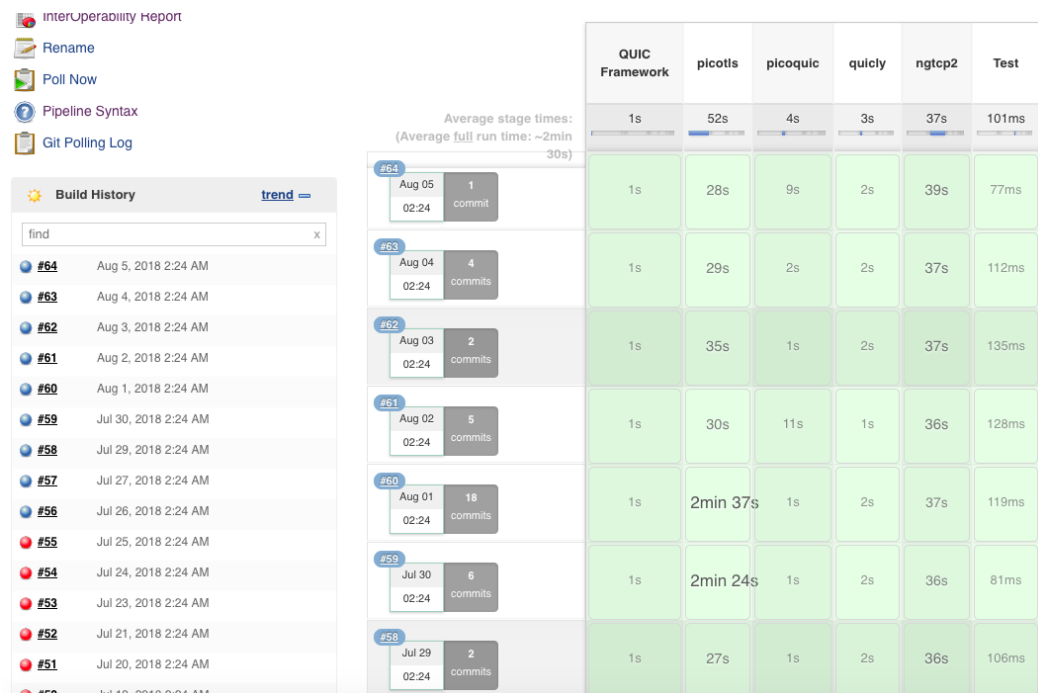 InterOperability Report
Rename
Poll Now
Pipeline Syntax
Git Polling Log
Build History
trend
find
x
#64 Aug 5, 2018 2:24 AM
#63 Aug 4, 2018 2:24 AM
#62 Aug 3, 2018 2:24 AM
#61 Aug 2, 2018 2:24 AM
#60 Aug 1, 2018 2:24 AM
#59 Jul 30, 2018 2:24 AM
#58 Jul 29, 2018 2:24 AM
#57 Jul 27, 2018 2:24 AM
#56 Jul 26, 2018 2:24 AM
#55 Jul 25, 2018 2:24 AM
#54 Jul 24, 2018 2:24 AM
#53 Jul 23, 2018 2:24 AM
#52 Jul 21, 2018 2:24 AM
#51 Jul 20, 2018 2:24 AM
QUIC
Framework picotls picoquic quicly ngtcp2 Test
Average stage times:
(Average full run time: ~2min
30s)
1s 52s 4s 3s 37s 101ms
#64
Aug 05
02:24
1
commit
1s 28s 9s 2s 39s 77ms
#63
Aug 04
02:24
4
commits
1s 29s 2s 2s 37s 112ms
#62
Aug 03
02:24
2
commits
1s 35s 1s 2s 37s 135ms
#61
Aug 02
02:24
5
commits
1s 30s 11s 1s 36s 128ms
#60
Aug 01
02:24
18
commits
1s 2min 37s 1s 2s 37s 119ms
#59
Jul 30
02:24
6
commits
1s 2min 24s 1s 2s 36s 81ms
#58
Jul 29
02:24
2
commits
1s 27s 1s 2s 36s 106ms